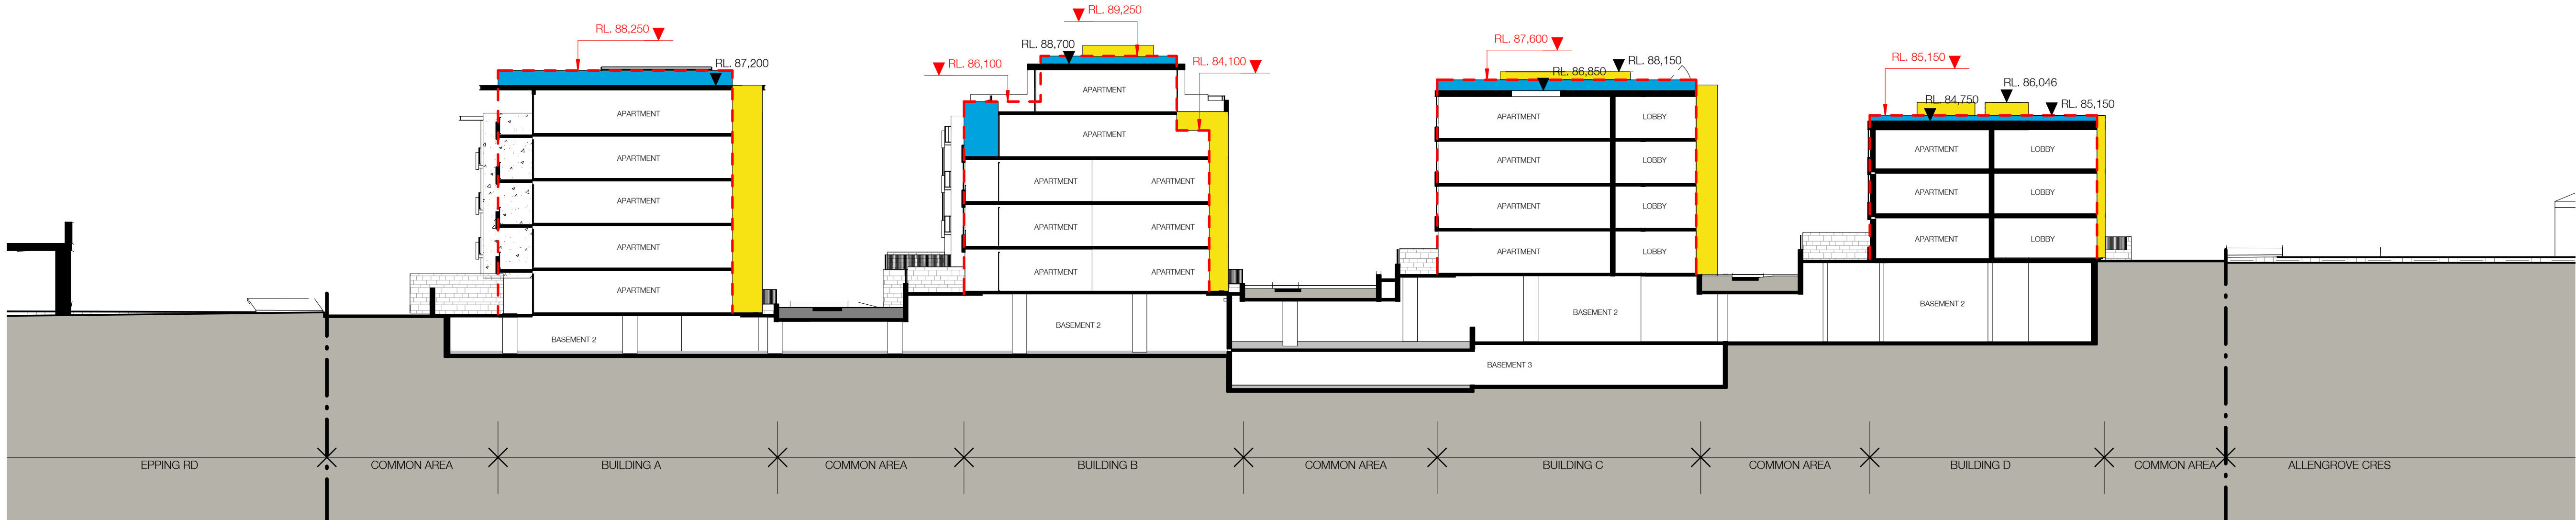 RL. 88,250
RL. 87,200
APARTMENT
APARTMENT
APARTMENT
APARTMENT
APARTMENT
BASEMENT 2
RL. 89,250
RL. 88,700
RL. 86,100
RL. 84,100
APARTMENT
APARTMENT
APARTMENT APARTMENT
APARTMENT APARTMENT
APARTMENT APARTMENT
BASEMENT 2
RL. 87,600
RL. 88,150
RL. 86,850
APARTMENT LOBBY
APARTMENT LOBBY
APARTMENT LOBBY
APARTMENT LOBBY
BASEMENT 2
BASEMENT 3
RL. 85,150
RL. 86,046
RL. 84,750
RL. 85,150
APARTMENT LOBBY
APARTMENT LOBBY
APARTMENT LOBBY
BASEMENT 2
EPPING RD COMMON AREA BUILDING A COMMON AREA BUILDING B COMMON AREA BUILDING C COMMON AREA BUILDING D COMMON AREA ALLENGROVE CRES